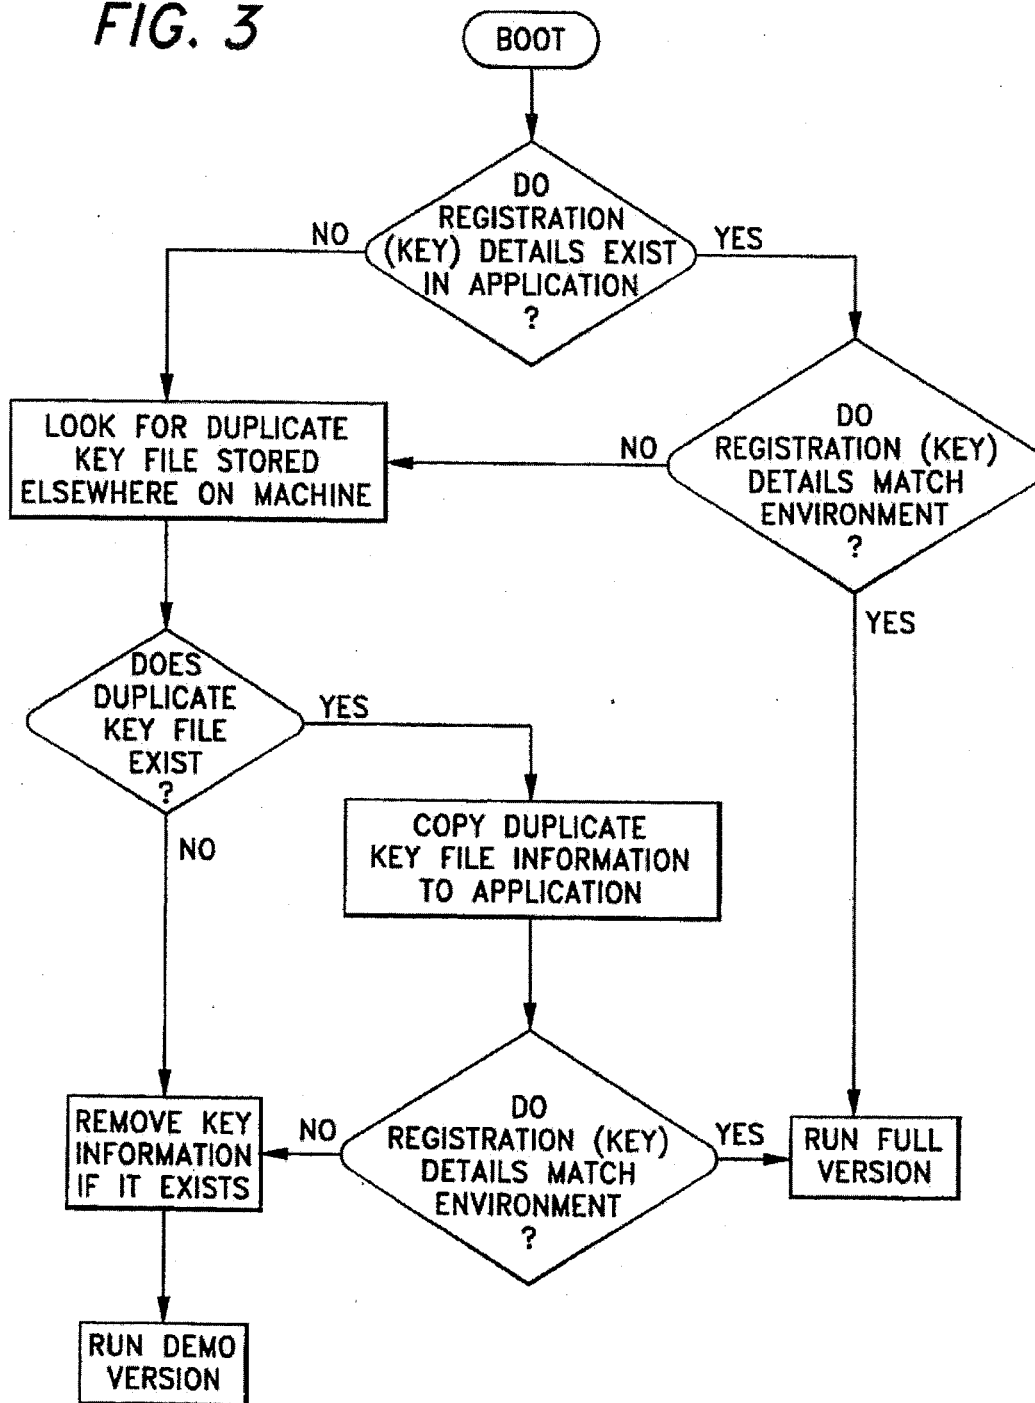 FIG. 3
BOOT
DO
REGISTRATION
(KEY) DETAILS EXIST
IN APPLICATION
?
NO
YES
LOOK FOR DUPLICATE
KEY FILE STORED
ELSEWHERE ON MACHINE
NO
DO
REGISTRATION (KEY)
DETAILS MATCH
ENVIRONMENT
?
YES
DOES
DUPLICATE
KEY FILE
EXIST
?
YES
NO
COPY DUPLICATE
KEY FILE INFORMATION
TO APPLICATION
REMOVE KEY
INFORMATION
IF IT EXISTS
NO
DO
REGISTRATION (KEY)
DETAILS MATCH
ENVIRONMENT
?
YES
RUN FULL
VERSION
RUN DEMO
VERSION